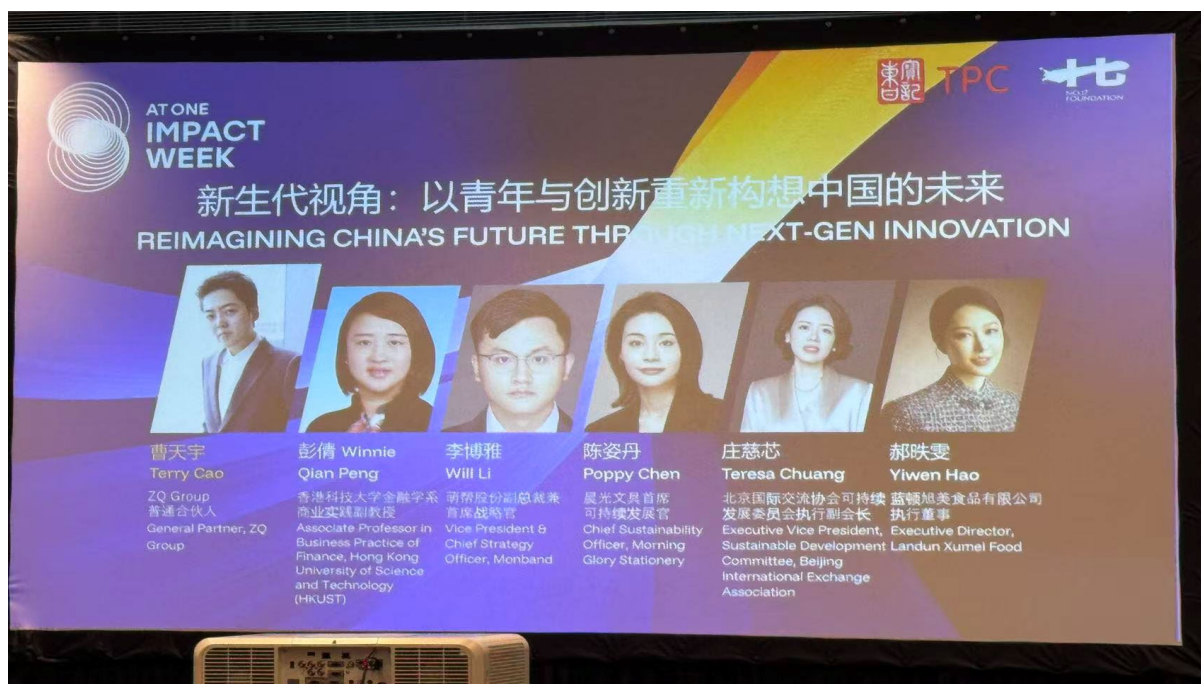 AT ONE
IMPACT
WEEK
東寶
日記
TPC
十七
NO.17
FOUNDATION
新生代视角：以青年与创新重新构想中国的未来
REIMAGINING CHINA'S FUTURE THROUGH NEXT-GEN INNOVATION
曹天宇
Terry Cao
ZQ Group
普通合伙人
General Partner, ZQ
Group
彭倩 Winnie
Qian Peng
香港科技大学金融学系
商业实践副教授
Associate Professor in
Business Practice of
Finance, Hong Kong
University of Science
and Technology
(HKUST)
李博雅
Will Li
萌帮股份副总裁兼
首席战略官
Vice President &
Chief Strategy
Officer, Monband
陈姿丹
Poppy Chen
晨光文具首席
可持续发展官
Chief Sustainability
Officer, Morning
Glory Stationery
庄慈芯
Teresa Chuang
北京国际交流协会可持续
发展委员会执行副会长
Executive Vice President,
Sustainable Development
Committee, Beijing
International Exchange
Association
郝昳雯
Yiwen Hao
蓝顿旭美食品有限公司
执行董事
Executive Director,
Landun Xumei Food